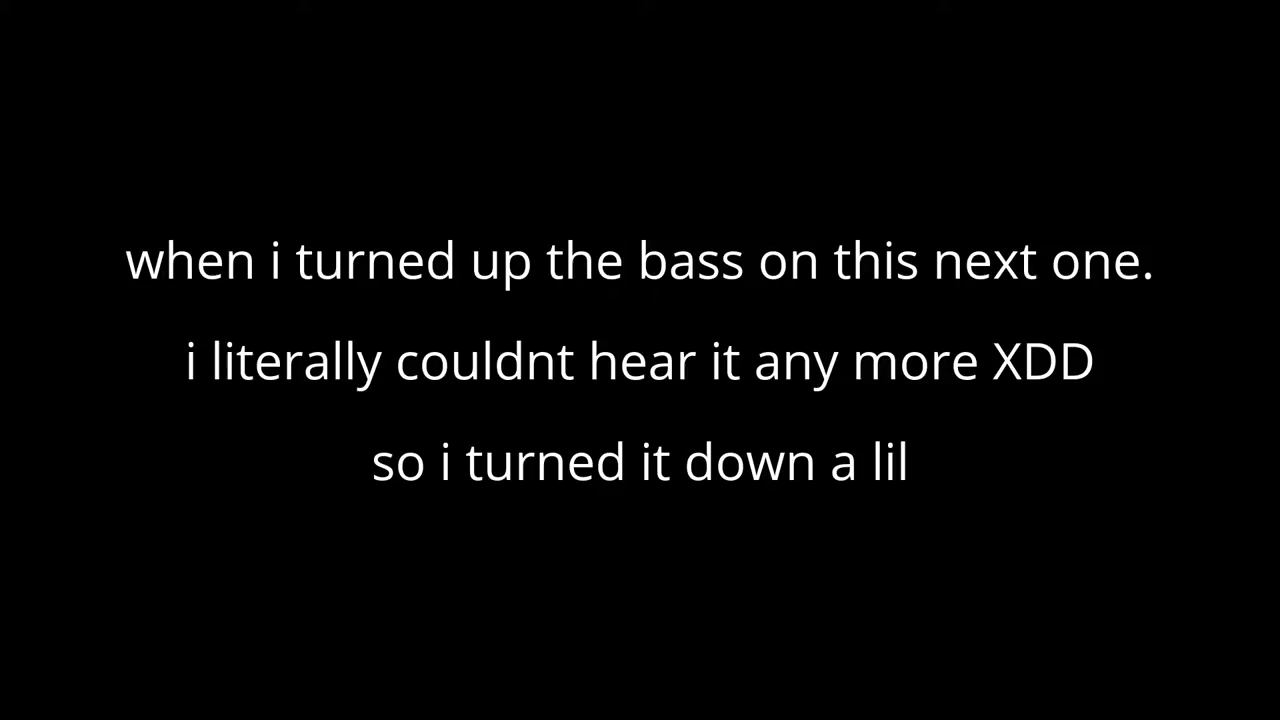 when i turned up the bass on this next one.
i literally couldnt hear it any more XDD
so i turned it down a lil